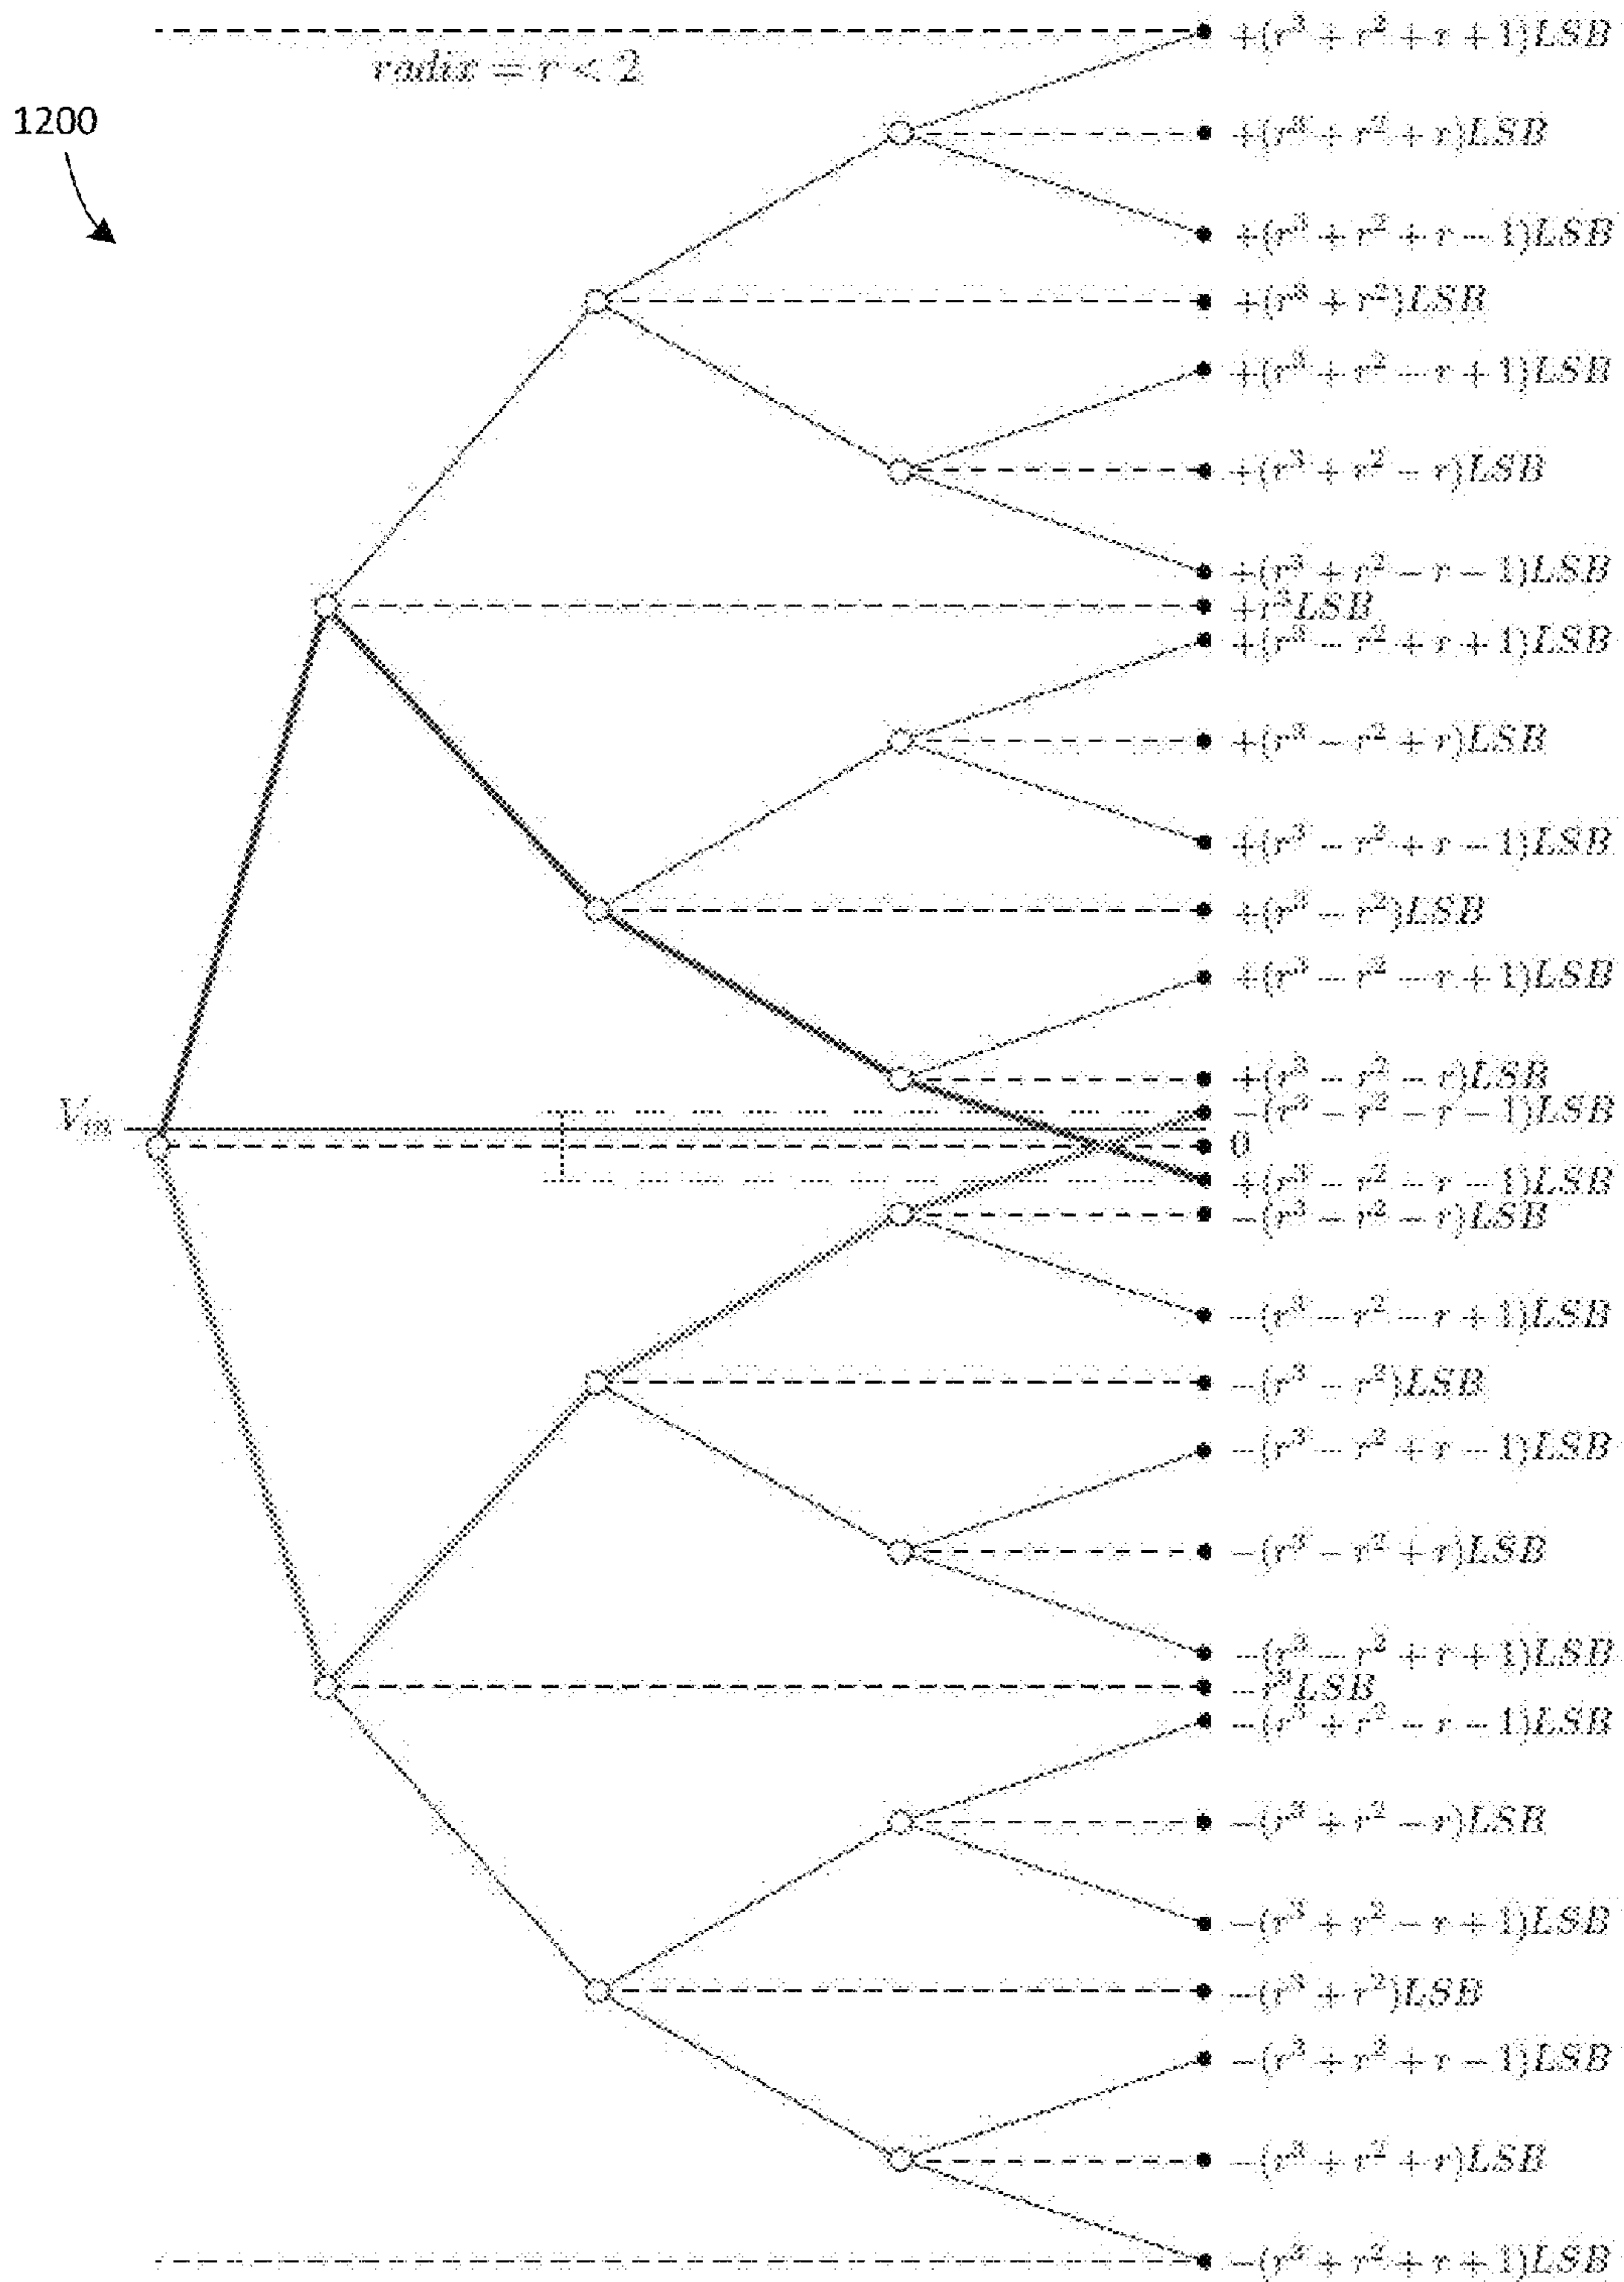 +(r³ + r² + r + 1)LSB
radix = r < 2
1200
+(r³ + r² + r)LSB
+(r³ + r² + r − 1)LSB
+(r³ + r²)LSB
+(r³ + r² − r + 1)LSB
+(r³ + r² − r)LSB
+(r³ + r² − r − 1)LSB
+r³LSB
+(r³ − r² + r + 1)LSB
+(r³ − r² + r)LSB
+(r³ − r² + r − 1)LSB
+(r³ − r²)LSB
+(r³ − r² − r + 1)LSB
+(r³ − r² − r)LSB
V_in
−(r³ − r² − r − 1)LSB
0
+(r³ − r² − r − 1)LSB
−(r³ − r² − r)LSB
−(r³ − r² − r + 1)LSB
−(r³ − r²)LSB
−(r³ − r² + r − 1)LSB
−(r³ − r² + r)LSB
−(r³ − r² + r + 1)LSB
−r³LSB
−(r³ + r² − r − 1)LSB
−(r³ + r² − r)LSB
−(r³ + r² − r + 1)LSB
−(r³ + r²)LSB
−(r³ + r² + r − 1)LSB
−(r³ + r² + r)LSB
−(r³ + r² + r + 1)LSB